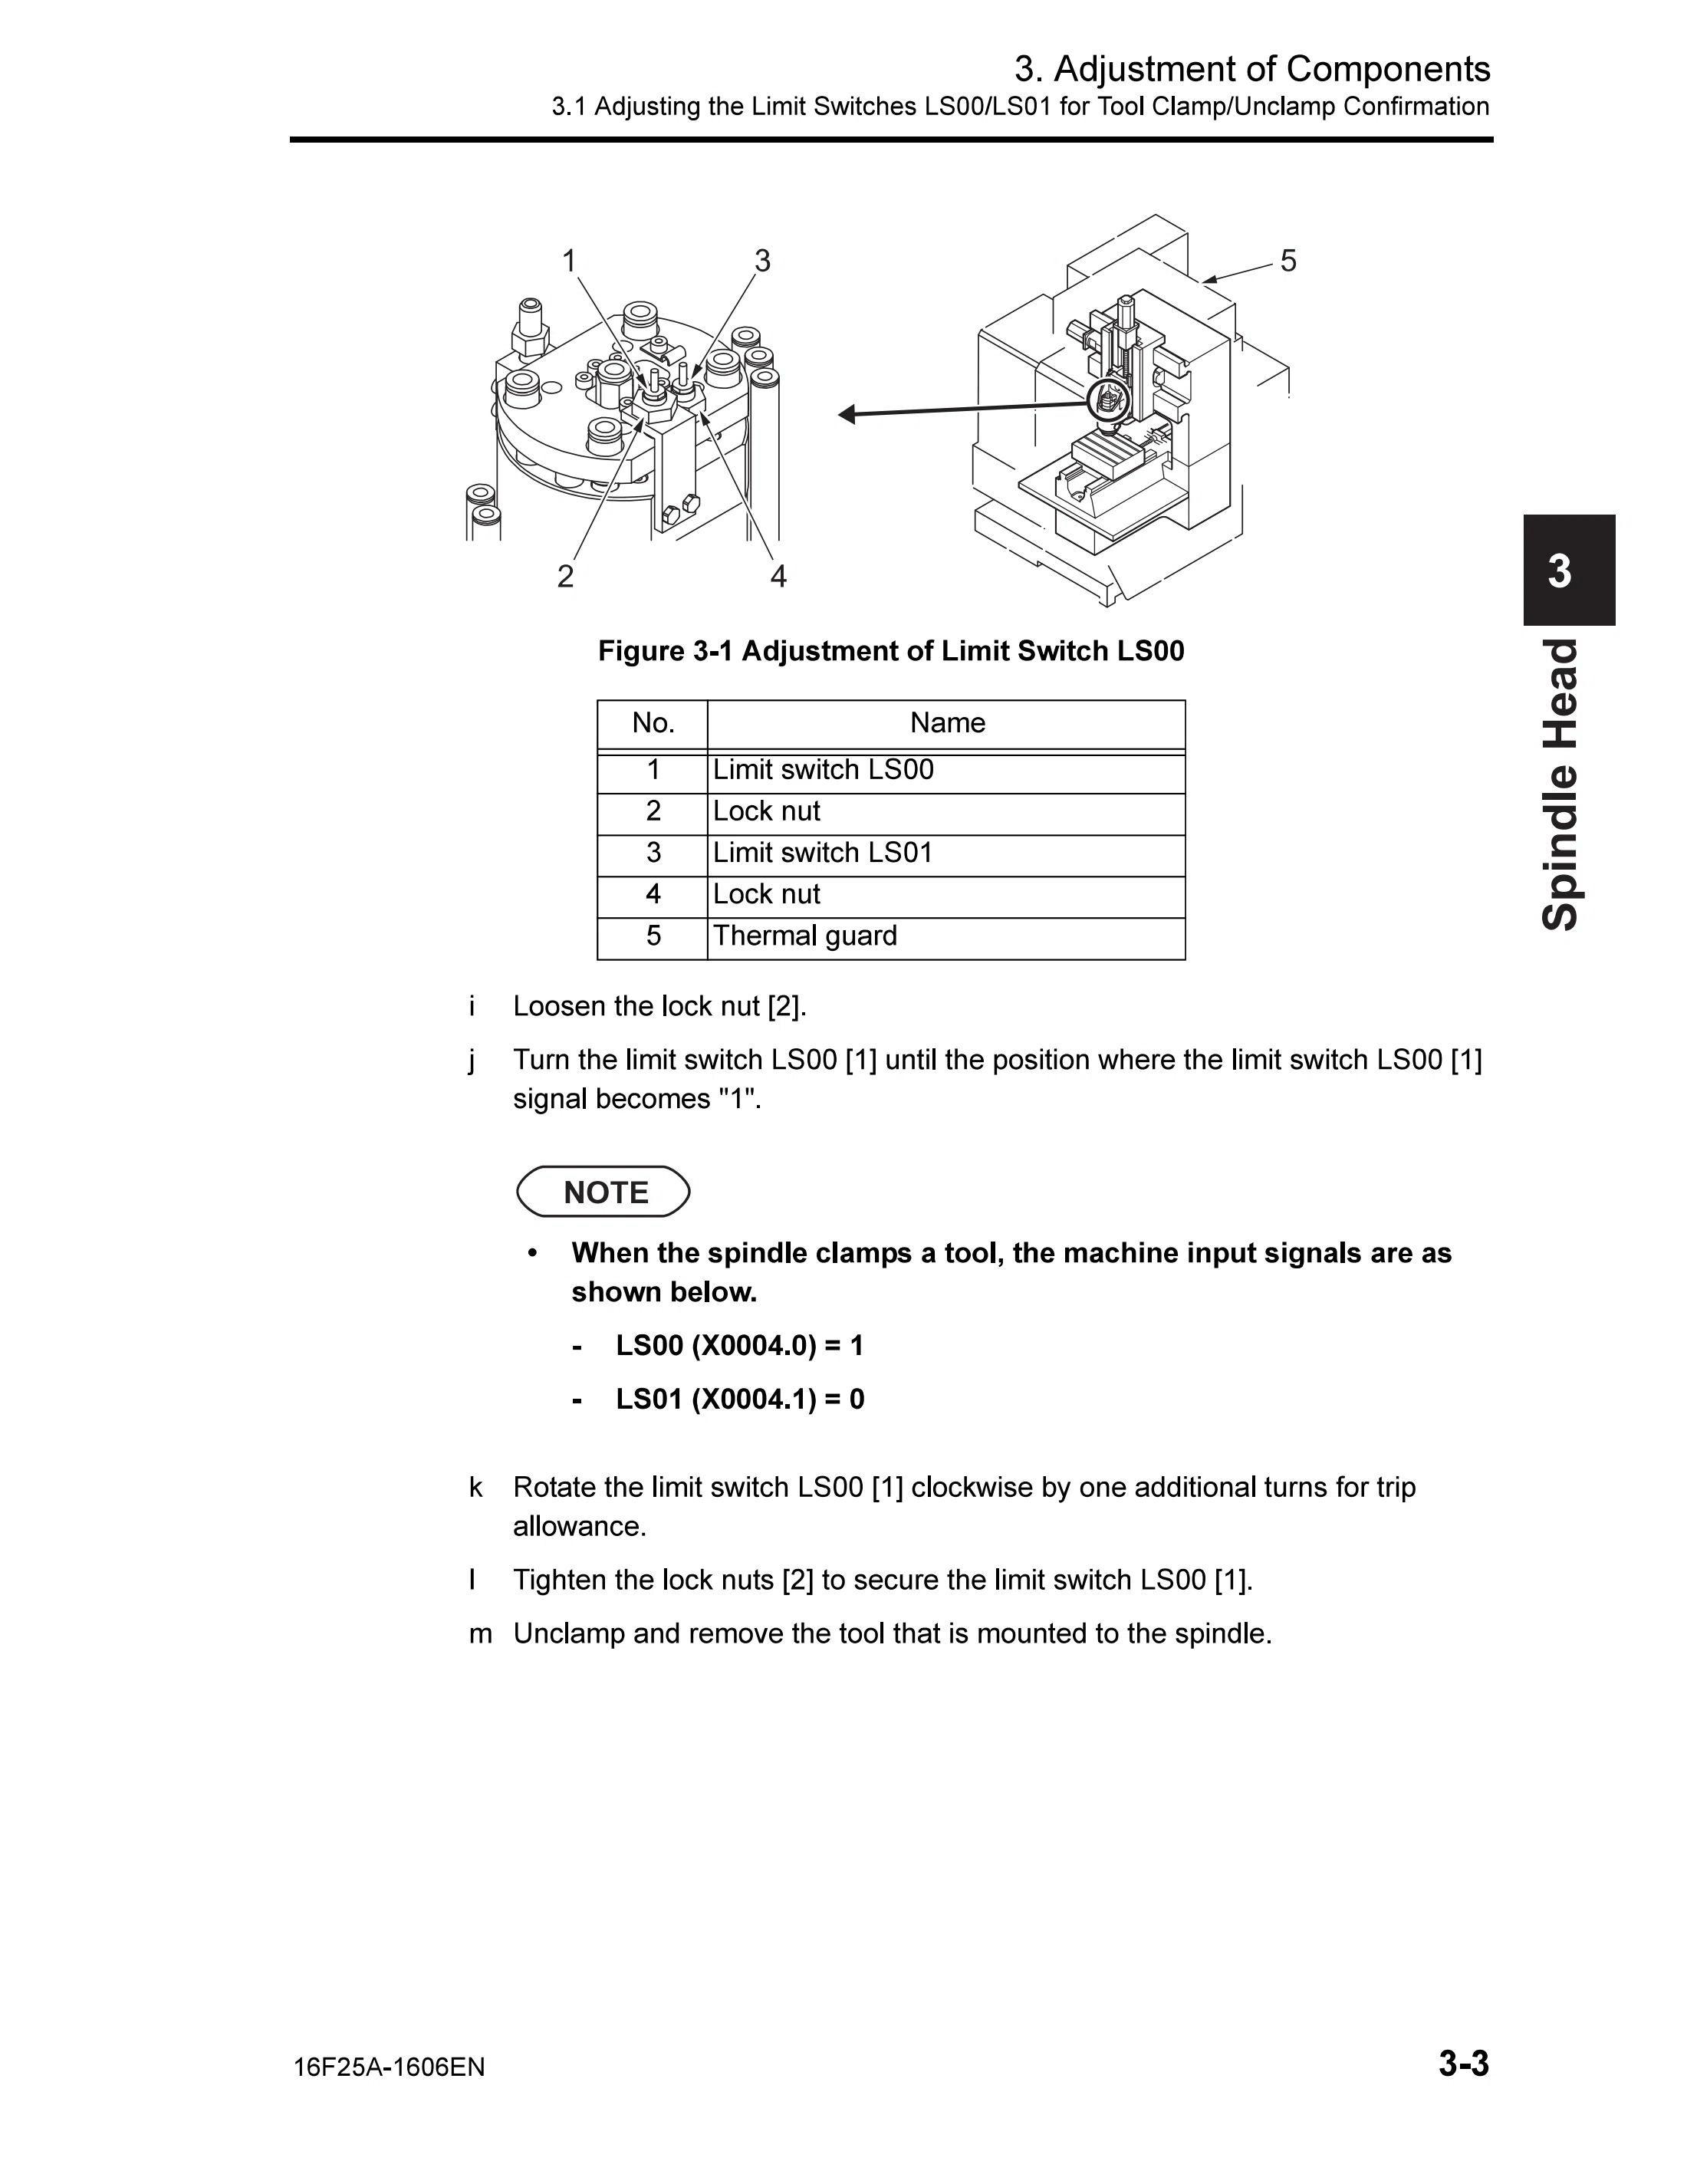 3. Adjustment of Components
3.1 Adjusting the Limit Switches LS00/LS01 for Tool Clamp/Unclamp Confirmation
1
3
5
2
4
Figure 3-1 Adjustment of Limit Switch LS00
No. Name
1 Limit switch LS00
2 Lock nut
3 Limit switch LS01
4 Lock nut
5 Thermal guard
3
Spindle Head
i Loosen the lock nut [2].
j Turn the limit switch LS00 [1] until the position where the limit switch LS00 [1]
signal becomes "1".
NOTE
• When the spindle clamps a tool, the machine input signals are as
shown below.
- LS00 (X0004.0) = 1
- LS01 (X0004.1) = 0
k Rotate the limit switch LS00 [1] clockwise by one additional turns for trip
allowance.
l Tighten the lock nuts [2] to secure the limit switch LS00 [1].
m Unclamp and remove the tool that is mounted to the spindle.
16F25A-1606EN
3-3